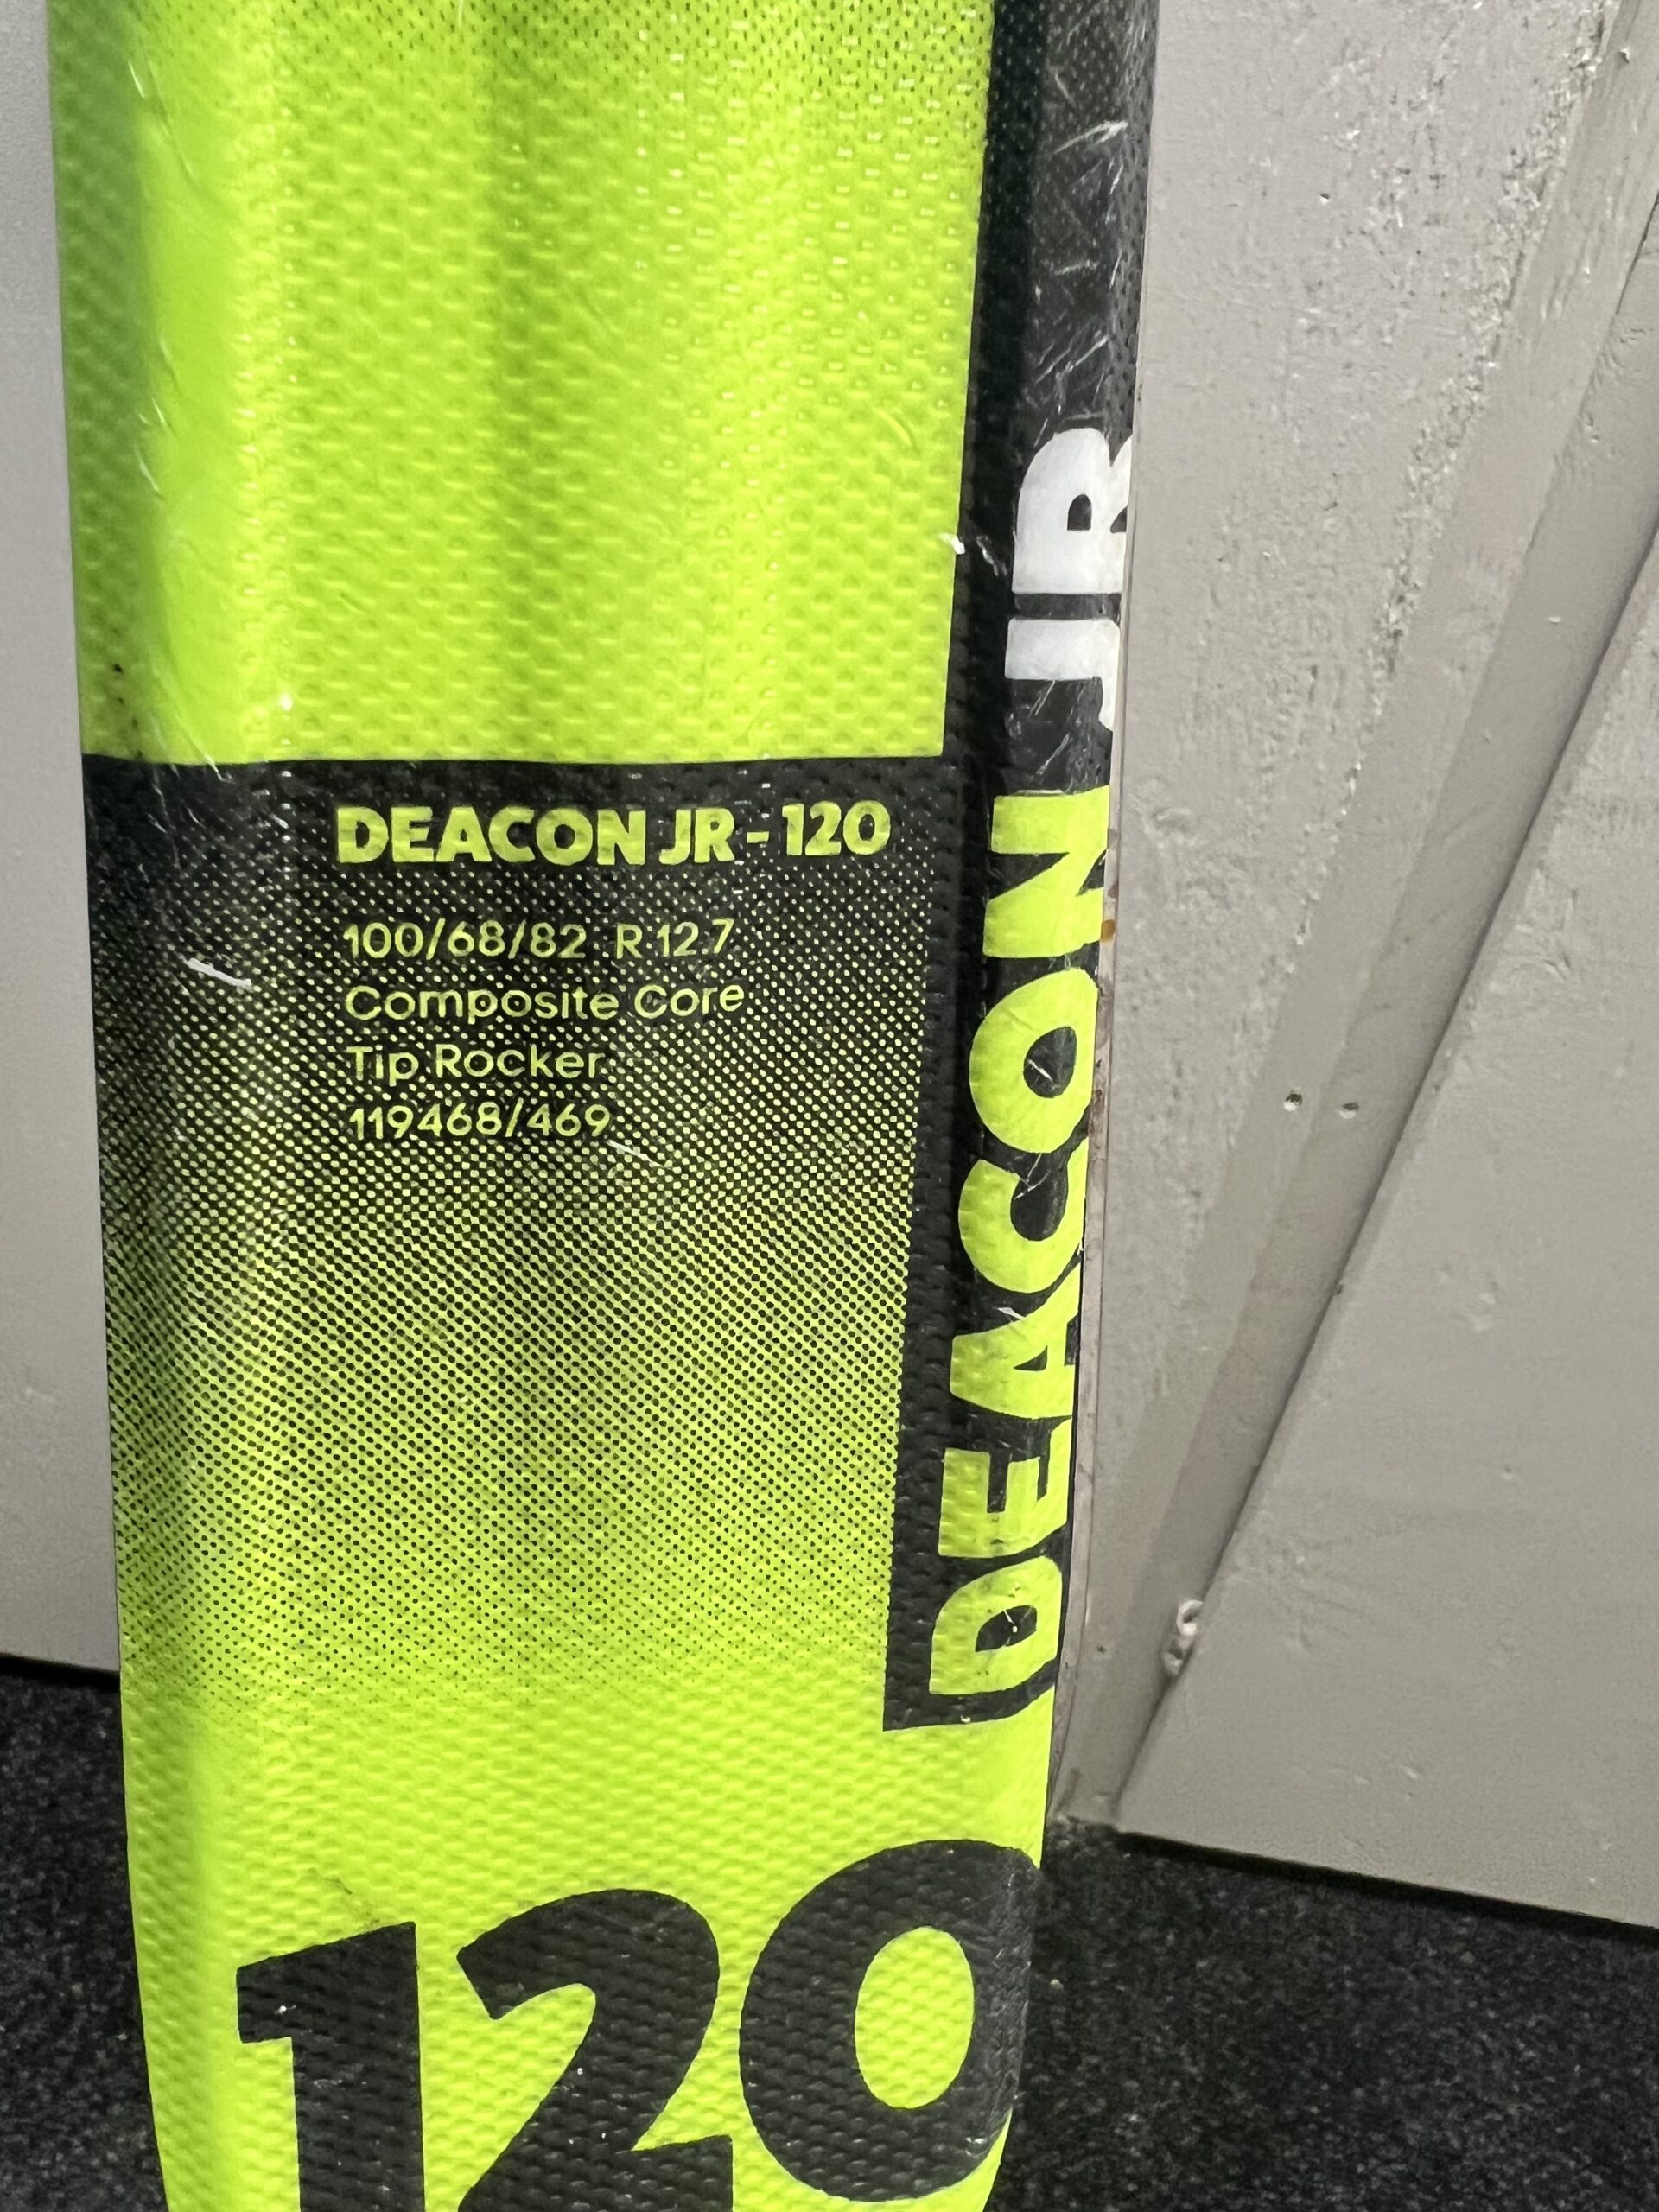 DEACON JR - 120
100/68/82 R 12.7
Composite Core
Tip Rocker
119468/469
DEACON JR
120